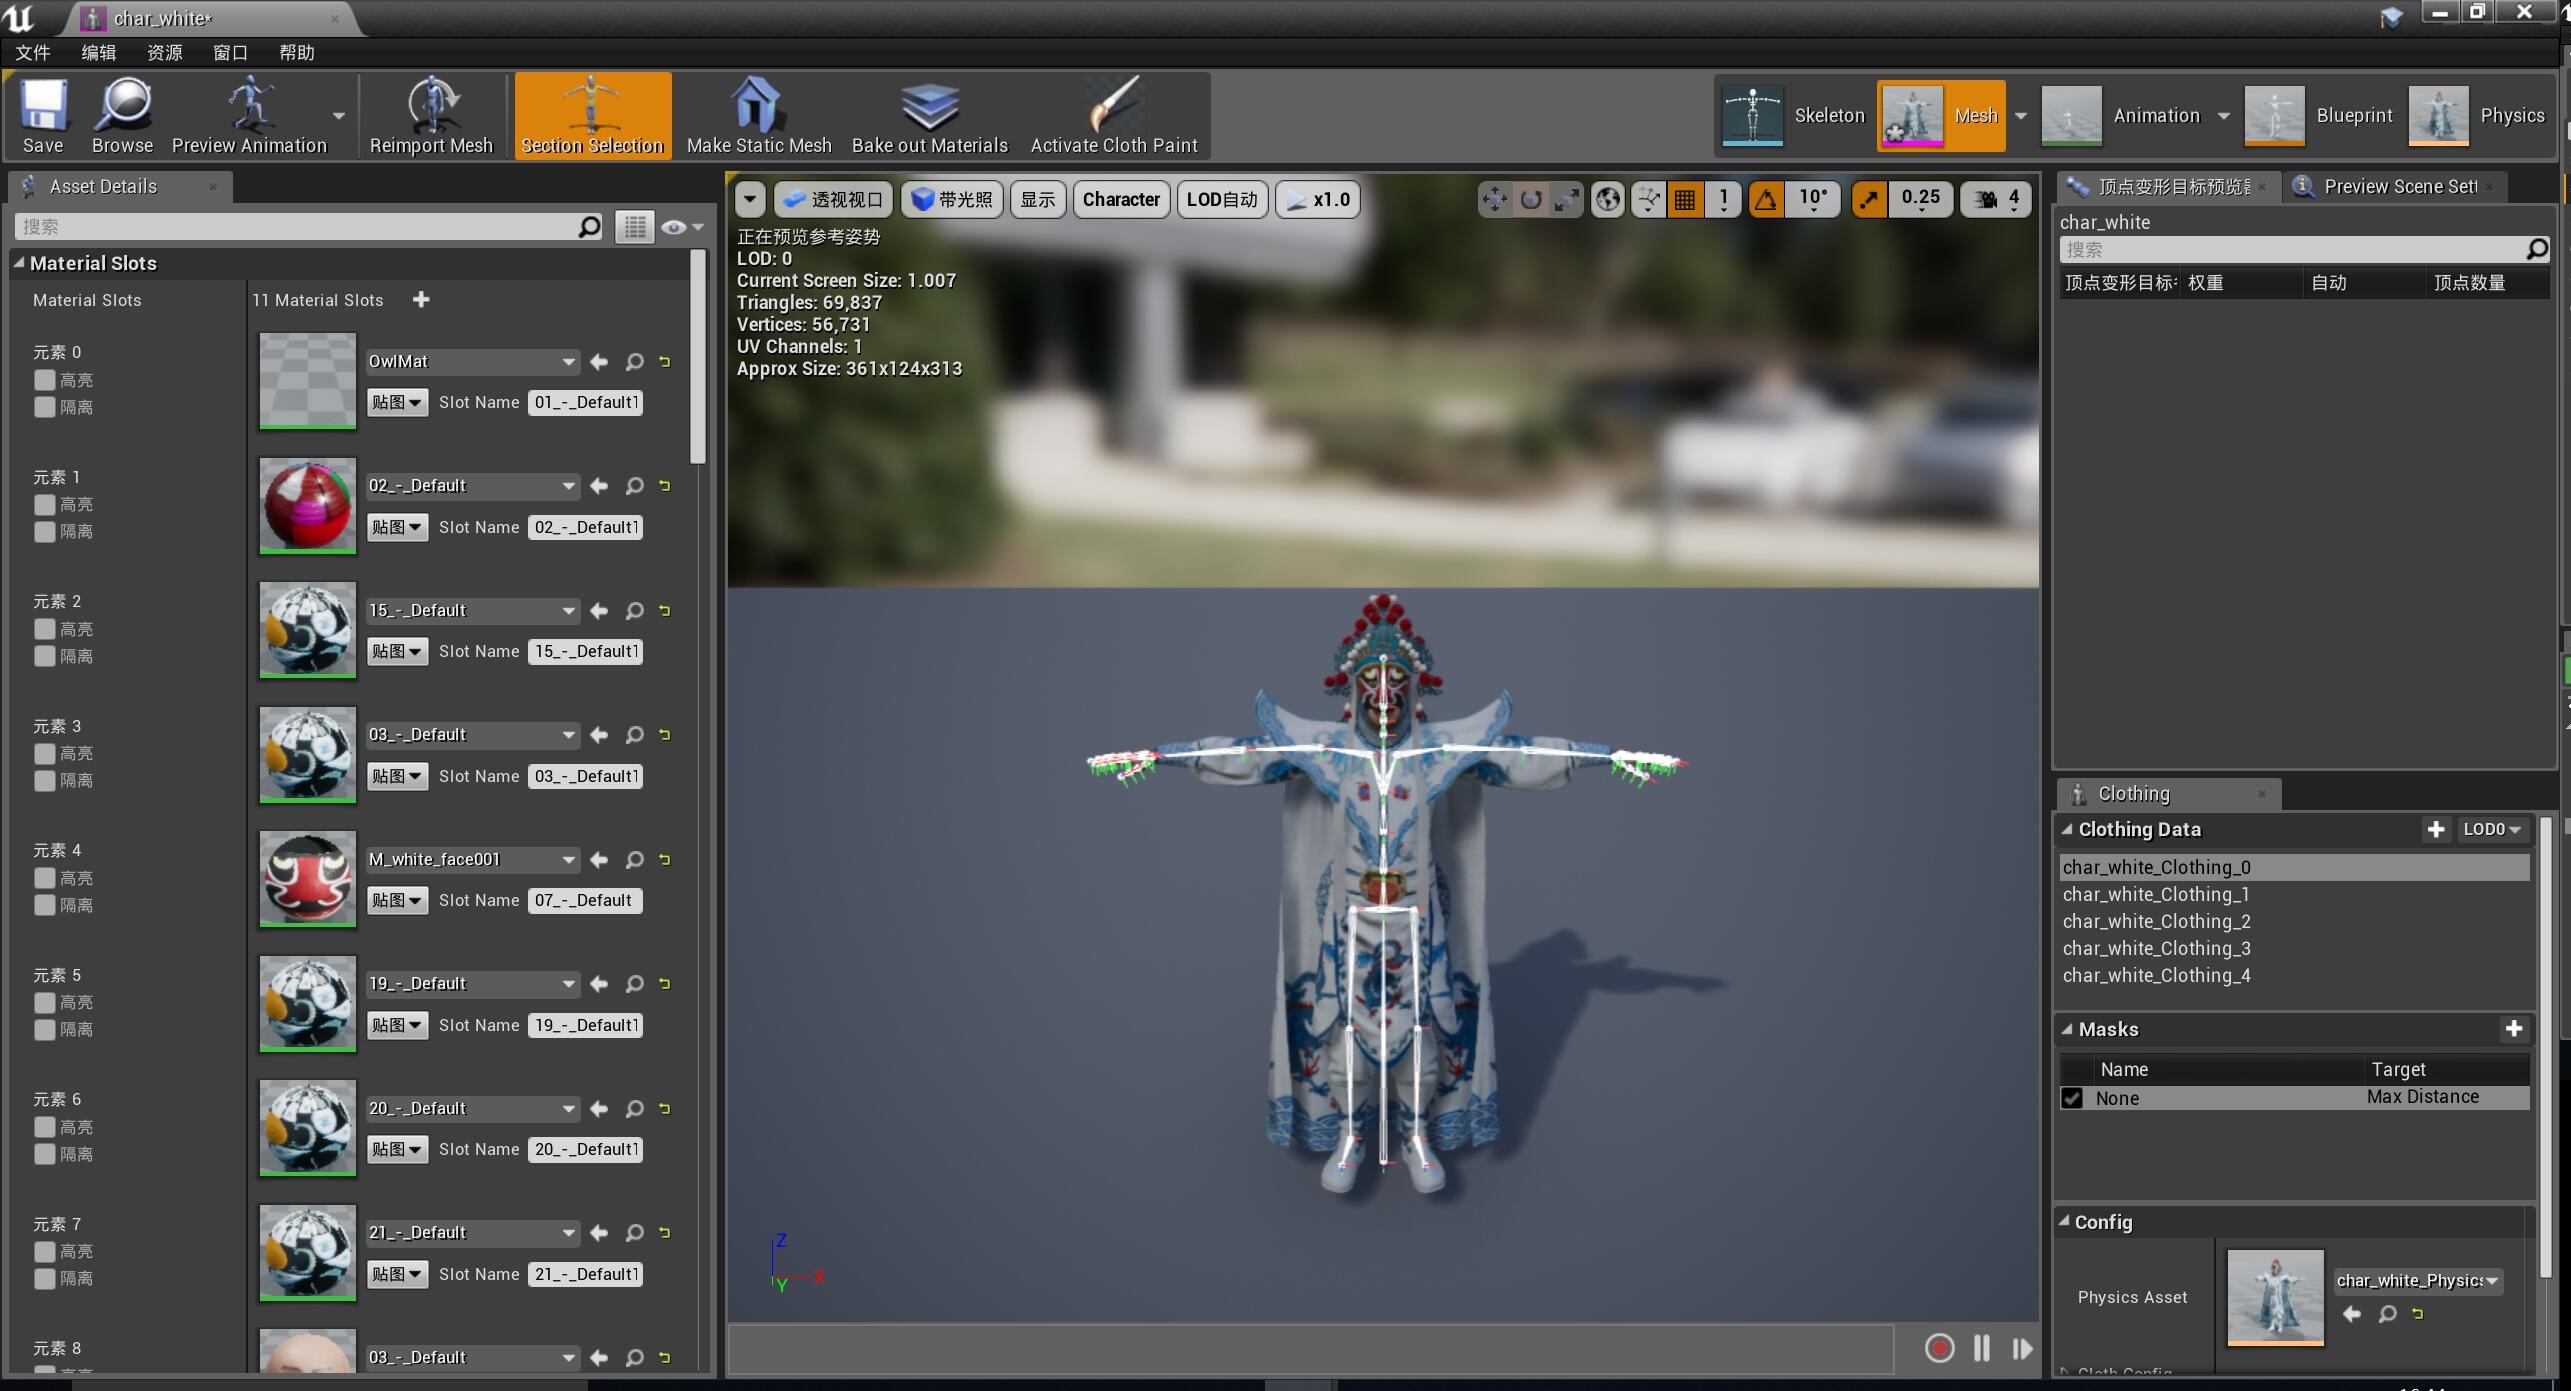 char_white*
文件 编辑 资源 窗口 帮助
Save Browse Preview Animation Reimport Mesh Section Selection Make Static Mesh Bake out Materials Activate Cloth Paint Skeleton Mesh Animation Blueprint Physics
Asset Details
搜索
Material Slots
Material Slots 11 Material Slots
元素 0
高亮
隔离
OwlMat
贴图 Slot Name 01_-_Default1
元素 1
高亮
隔离
02_-_Default
贴图 Slot Name 02_-_Default1
元素 2
高亮
隔离
15_-_Default
贴图 Slot Name 15_-_Default1
元素 3
高亮
隔离
03_-_Default
贴图 Slot Name 03_-_Default1
元素 4
高亮
隔离
M_white_face001
贴图 Slot Name 07_-_Default
元素 5
高亮
隔离
19_-_Default
贴图 Slot Name 19_-_Default1
元素 6
高亮
隔离
20_-_Default
贴图 Slot Name 20_-_Default1
元素 7
高亮
隔离
21_-_Default
贴图 Slot Name 21_-_Default1
元素 8
03_-_Default
透视视口 带光照 显示 Character LOD自动 x1.0 1 10° 0.25 4
正在预览参考姿势
LOD: 0
Current Screen Size: 1.007
Triangles: 69,837
Vertices: 56,731
UV Channels: 1
Approx Size: 361x124x313
Z
X
Y
顶点变形目标预览 Preview Scene Sett
char_white
搜索
顶点变形目标 权重 自动 顶点数量
Clothing
Clothing Data LOD0
char_white_Clothing_0
char_white_Clothing_1
char_white_Clothing_2
char_white_Clothing_3
char_white_Clothing_4
Masks
Name Target
None Max Distance
Config
Physics Asset char_white_Physics
Cloth Config